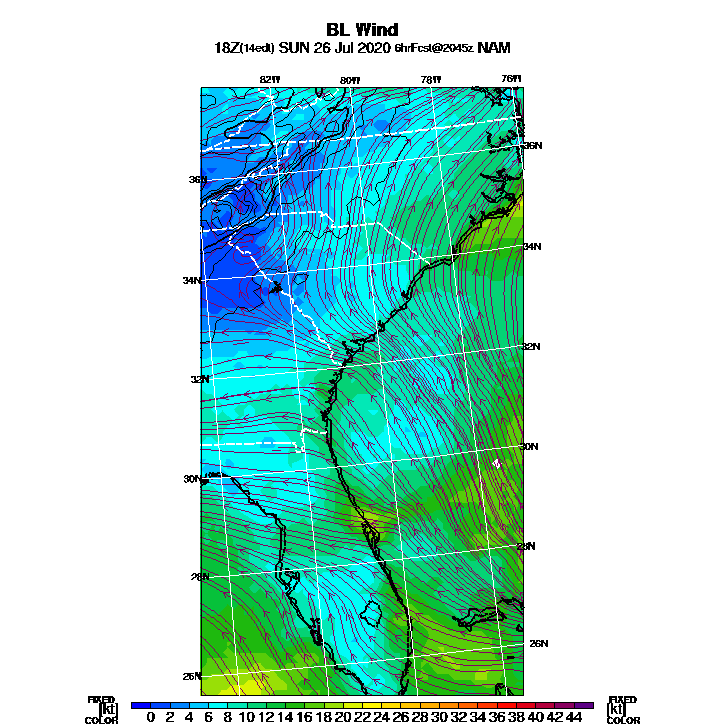 BL Wind
18Z(14edt) SUN 26 Jul 2020 6hrFcst@2045z NAM
82W 80W 78W 76W
36N
36N
34N
34N
32N
32N
30N
30N
28N
28N
26N
26N
FIXED FIXED
[kt] 0 2 4 6 8 10 12 14 16 18 20 22 24 26 28 30 32 34 36 38 40 42 44 [kt]
COLOR COLOR